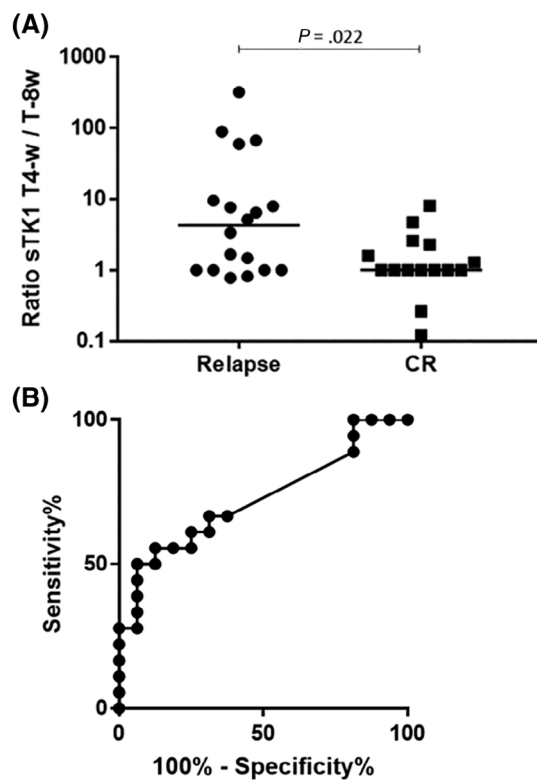 (A)
P = .022
Ratio sTK1 T4-w / T-8w
1000
100
10
1
0.1
Relapse
CR
(B)
Sensitivity%
100
50
0
0
50
100
100% - Specificity%